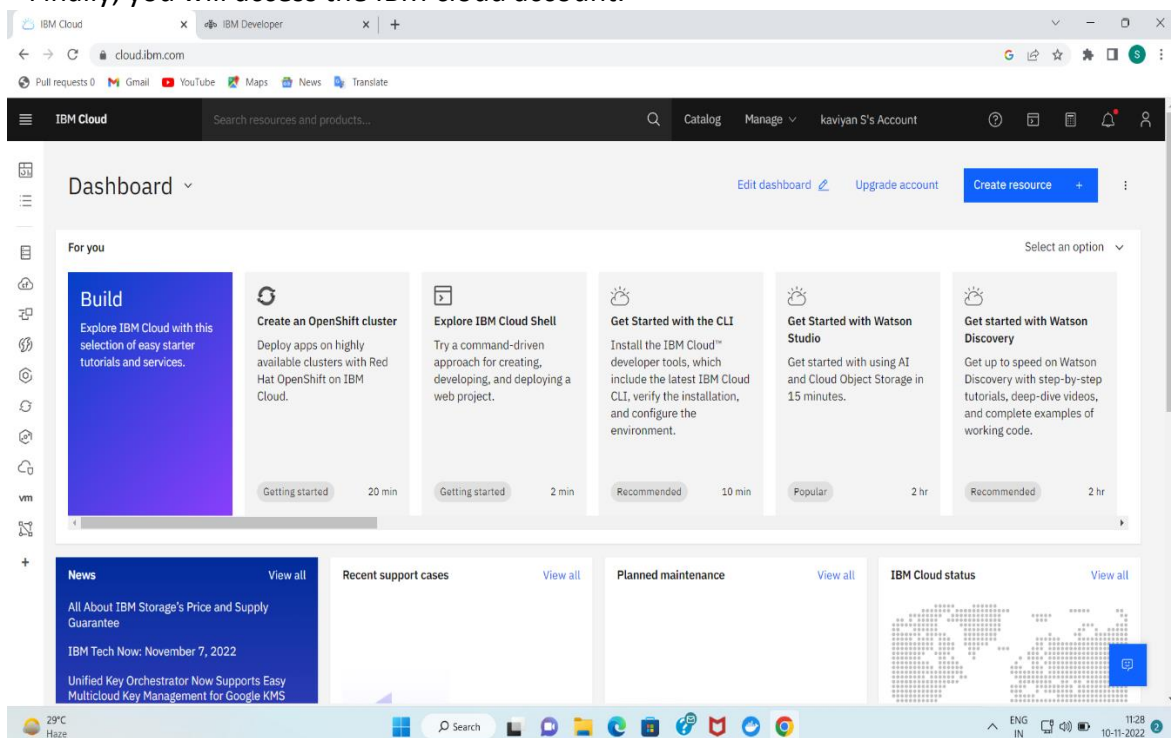 Finally, you will access the IBM cloud account.
IBM Cloud
IBM Developer
cloud.ibm.com
G
S
Pull requests 0
Gmail
YouTube
Maps
News
Translate
IBM Cloud
Search resources and products...
Catalog
Manage
kaviyan S's Account
Dashboard
Edit dashboard
Upgrade account
Create resource +
For you
Select an option
Build
Explore IBM Cloud with this
selection of easy starter
tutorials and services.
Create an OpenShift cluster
Deploy apps on highly
available clusters with Red
Hat OpenShift on IBM
Cloud.
Getting started 20 min
Explore IBM Cloud Shell
Try a command-driven
approach for creating,
developing, and deploying a
web project.
Getting started 2 min
Get Started with the CLI
Install the IBM Cloud™
developer tools, which
include the latest IBM Cloud
CLI, verify the installation,
and configure the
environment.
Recommended 10 min
Get Started with Watson
Studio
Get started with using AI
and Cloud Object Storage in
15 minutes.
Popular 2 hr
Get started with Watson
Discovery
Get up to speed on Watson
Discovery with step-by-step
tutorials, deep-dive videos,
and complete examples of
working code.
Recommended 2 hr
vm
News View all
All About IBM Storage's Price and Supply
Guarantee
IBM Tech Now: November 7, 2022
Unified Key Orchestrator Now Supports Easy
Multicloud Key Management for Google KMS
Recent support cases View all
Planned maintenance View all
IBM Cloud status View all
29°C
Haze
Search
ENG
IN
11:28
10-11-2022
2